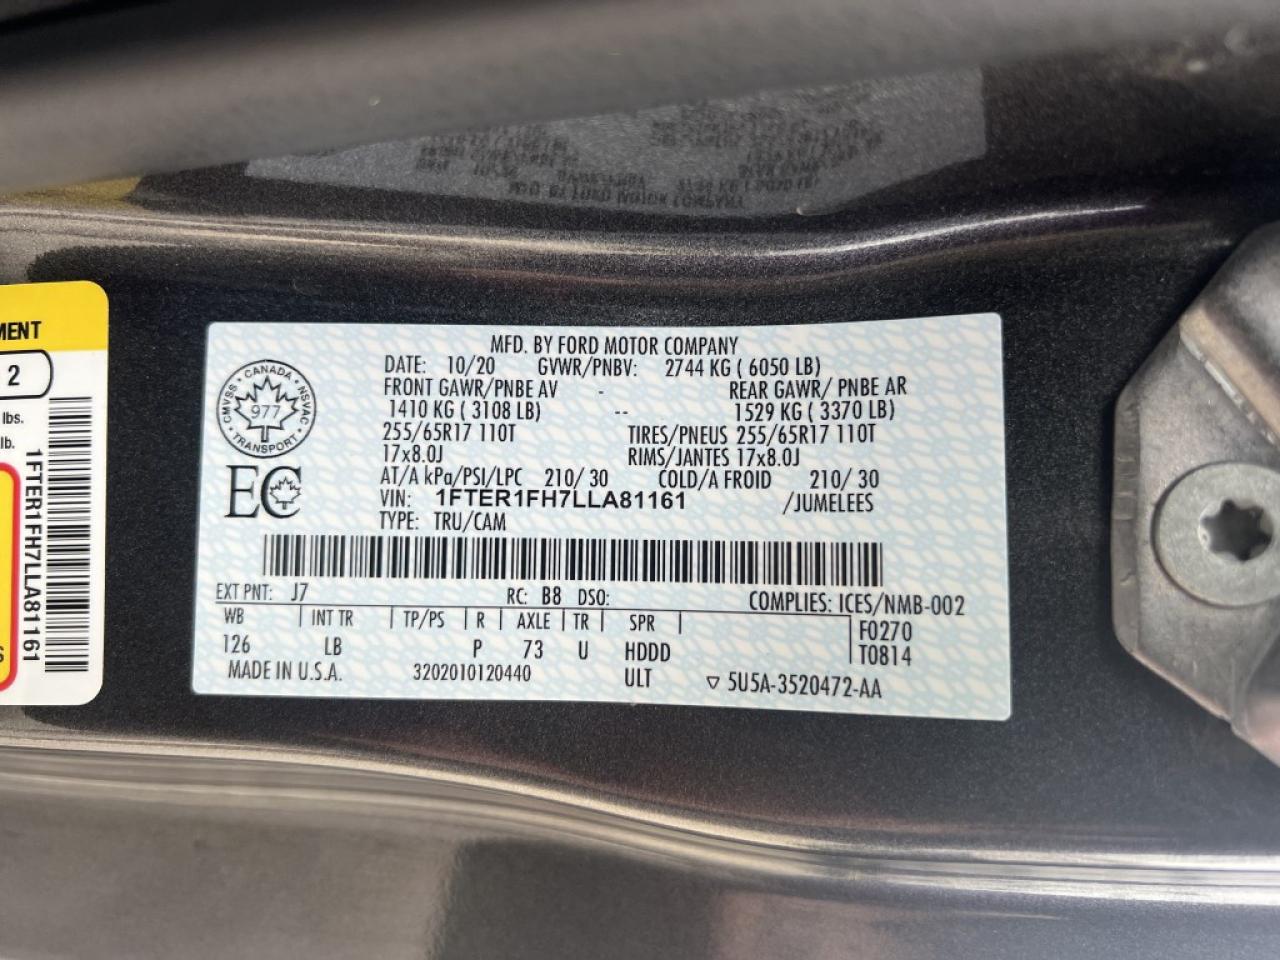 MENT
2
lbs.
lb.
1FTER1FH7LLA81161
S
MFD. BY FORD MOTOR COMPANY
DATE: 10/20 GVWR/PNBV: 2744 KG ( 6050 LB)
FRONT GAWR/PNBE AV - REAR GAWR/ PNBE AR
1410 KG ( 3108 LB) -- 1529 KG ( 3370 LB)
255/65R17 110T TIRES/PNEUS 255/65R17 110T
17x8.0J RIMS/JANTES 17x8.0J
AT/A kPa/PSI/LPC 210/ 30 COLD/A FROID 210/ 30
VIN: 1FTER1FH7LLA81161 /JUMELEES
TYPE: TRU/CAM
CMVSS · CANADA · NSVAC
977
· TRANSPORT ·
EC
EXT PNT: J7 RC: B8 DSO: COMPLIES: ICES/NMB-002
WB | INT TR | TP/PS | R | AXLE | TR | SPR | F0270
126 LB P 73 U HDDD T0814
MADE IN U.S.A. 3202010120440 ULT ▽ 5U5A-3520472-AA